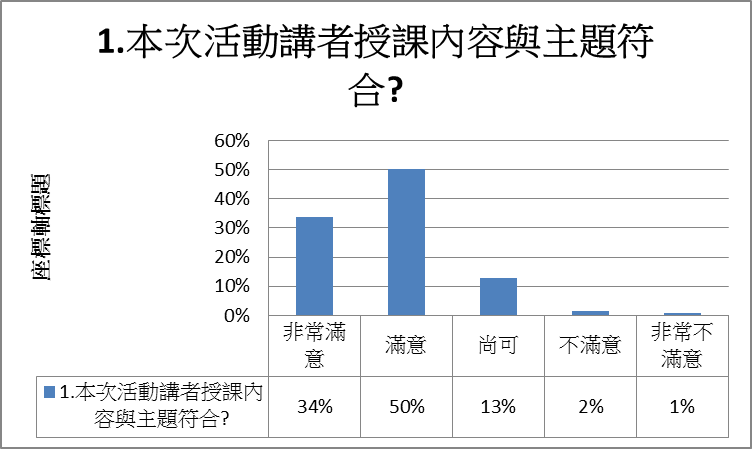 1.本次活動講者授課內容與主題符
合?
座標軸標題
60%
50%
40%
30%
20%
10%
0%
非常滿
意
滿意
尚可
不滿意
非常不
滿意
1.本次活動講者授課內
容與主題符合?
34%
50%
13%
2%
1%